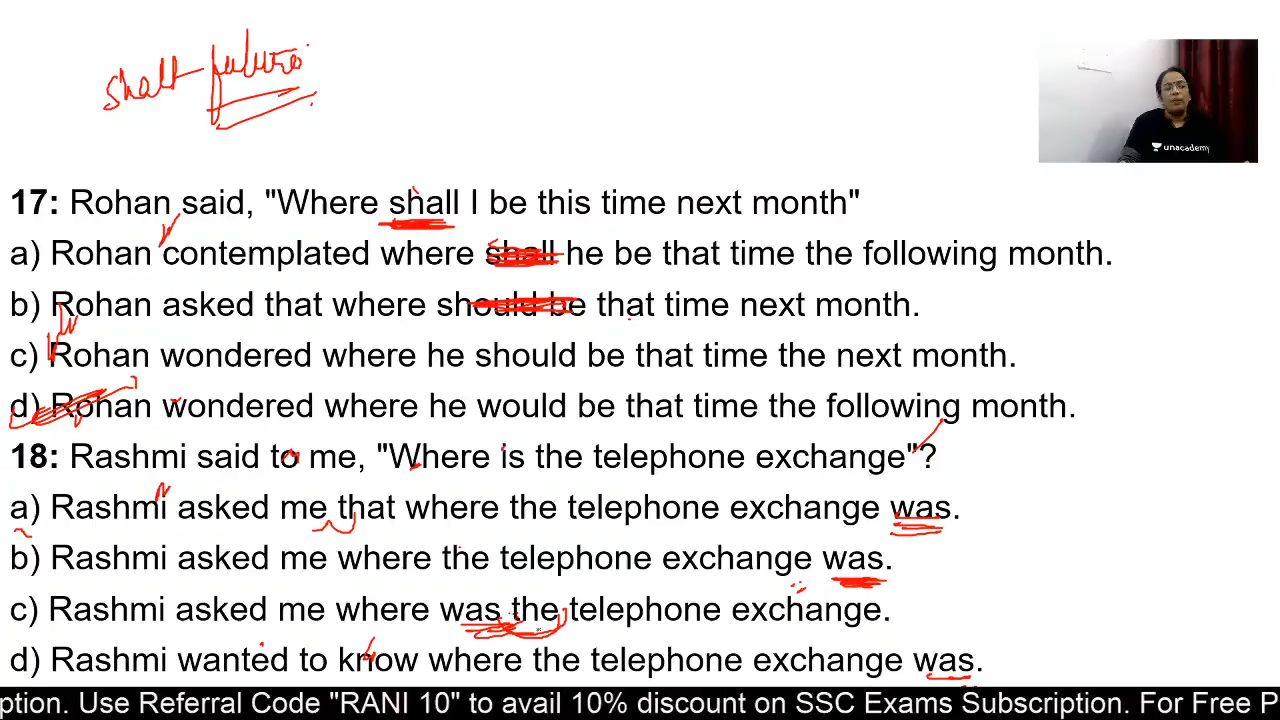 shall future
unacademy
17: Rohan said, "Where shall I be this time next month"
a) Rohan contemplated where shall he be that time the following month.
b) Rohan asked that where should be that time next month.
c) Rohan wondered where he should be that time the next month.
d) Rohan wondered where he would be that time the following month.
18: Rashmi said to me, "Where is the telephone exchange"?
a) Rashmi asked me that where the telephone exchange was.
b) Rashmi asked me where the telephone exchange was.
c) Rashmi asked me where was the telephone exchange.
d) Rashmi wanted to know where the telephone exchange was.
ption. Use Referral Code "RANI 10" to avail 10% discount on SSC Exams Subscription. For Free P